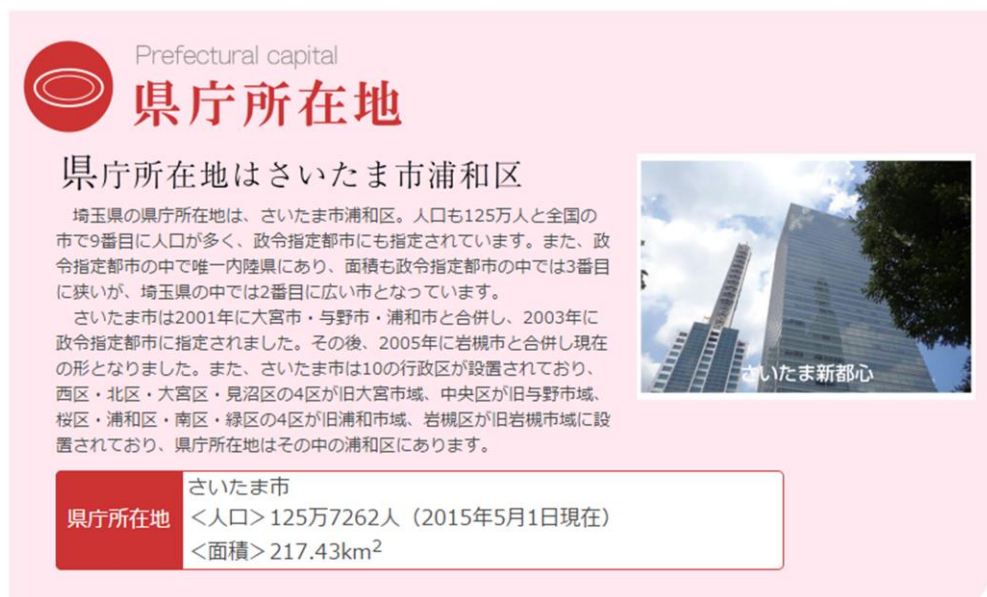 Prefectural capital
県庁所在地
県庁所在地はさいたま市浦和区
埼玉県の県庁所在地は、さいたま市浦和区。人口も125万人と全国の
市で9番目に人口が多く、政令指定都市にも指定されています。また、政
令指定都市の中で唯一内陸県にあり、面積も政令指定都市の中では3番目
に狭いが、埼玉県の中では2番目に広い市となっています。
さいたま市は2001年に大宮市・与野市・浦和市と合併し、2003年に
政令指定都市に指定されました。その後、2005年に岩槻市と合併し現在
の形となりました。また、さいたま市は10の行政区が設置されており、
西区・北区・大宮区・見沼区の4区が旧大宮市域、中央区が旧与野市域、
桜区・浦和区・南区・緑区の4区が旧浦和市域、岩槻区が旧岩槻市域に設
置されており、県庁所在地はその中の浦和区にあります。
さいたま新都心
県庁所在地
さいたま市
＜人口＞125万7262人（2015年5月1日現在）
＜面積＞217.43km²